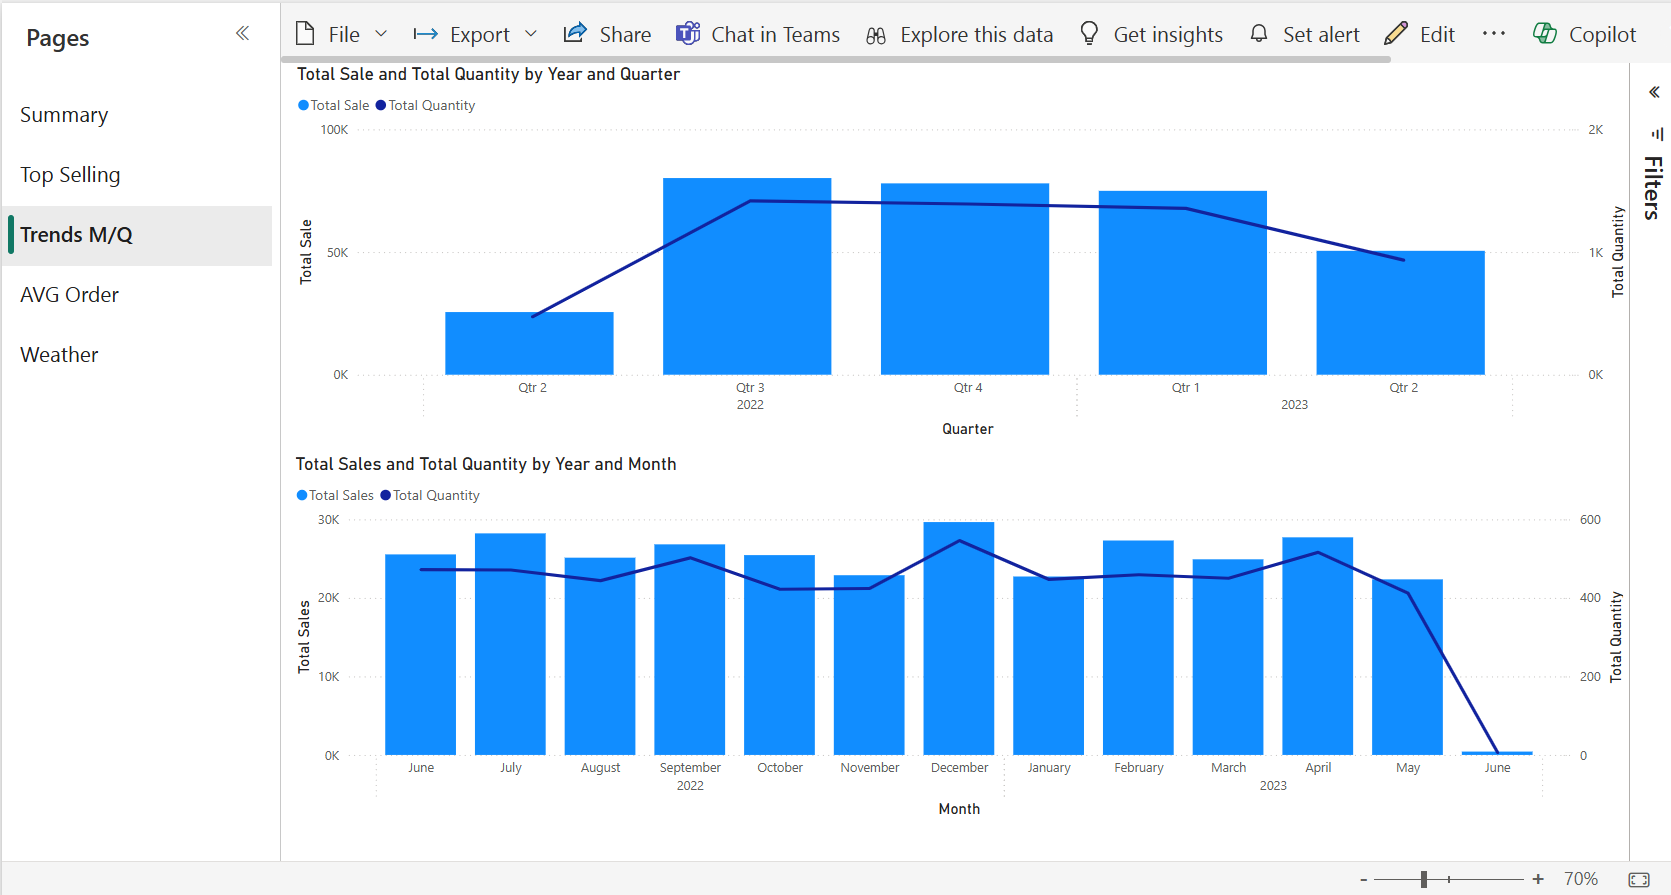 Pages
Summary
Top Selling
Trends M/Q
AVG Order
Weather
File Export Share Chat in Teams Explore this data Get insights Set alert Edit ... Copilot
Total Sale and Total Quantity by Year and Quarter
Total Sale Total Quantity
100K
50K
0K
Total Sale
2K
1K
0K
Total Quantity
Qtr 2 Qtr 3 Qtr 4 Qtr 1 Qtr 2
2022 2023
Quarter
Total Sales and Total Quantity by Year and Month
Total Sales Total Quantity
30K
20K
10K
0K
Total Sales
600
400
200
0
Total Quantity
June July August September October November December January February March April May June
2022 2023
Month
Filters
- + 70%